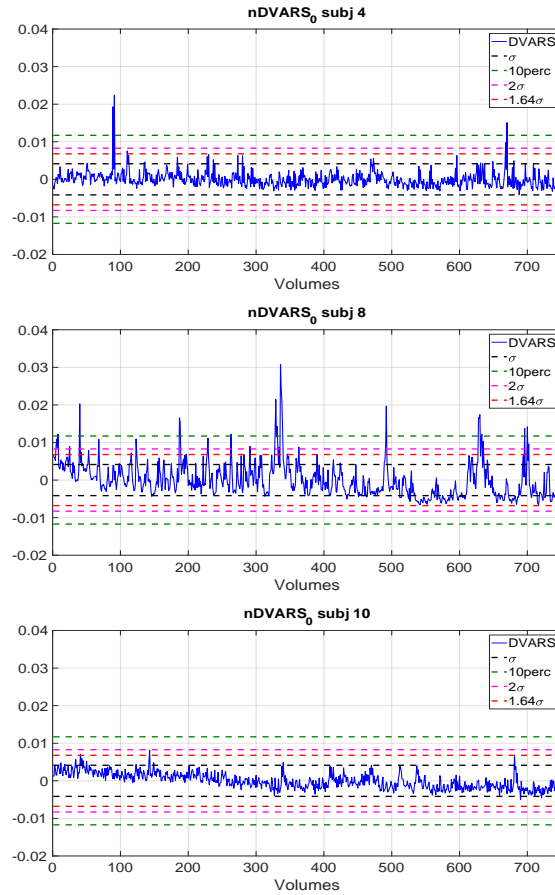 nDVARS₀ subj 4
0.04
0.03
0.02
0.01
0
-0.01
-0.02
0 100 200 300 400 500 600 700
Volumes
DVARS
σ
10perc
2σ
1.64σ
nDVARS₀ subj 8
0.04
0.03
0.02
0.01
0
-0.01
-0.02
0 100 200 300 400 500 600 700
Volumes
DVARS
σ
10perc
2σ
1.64σ
nDVARS₀ subj 10
0.04
0.03
0.02
0.01
0
-0.01
-0.02
0 100 200 300 400 500 600 700
Volumes
DVARS
σ
10perc
2σ
1.64σ